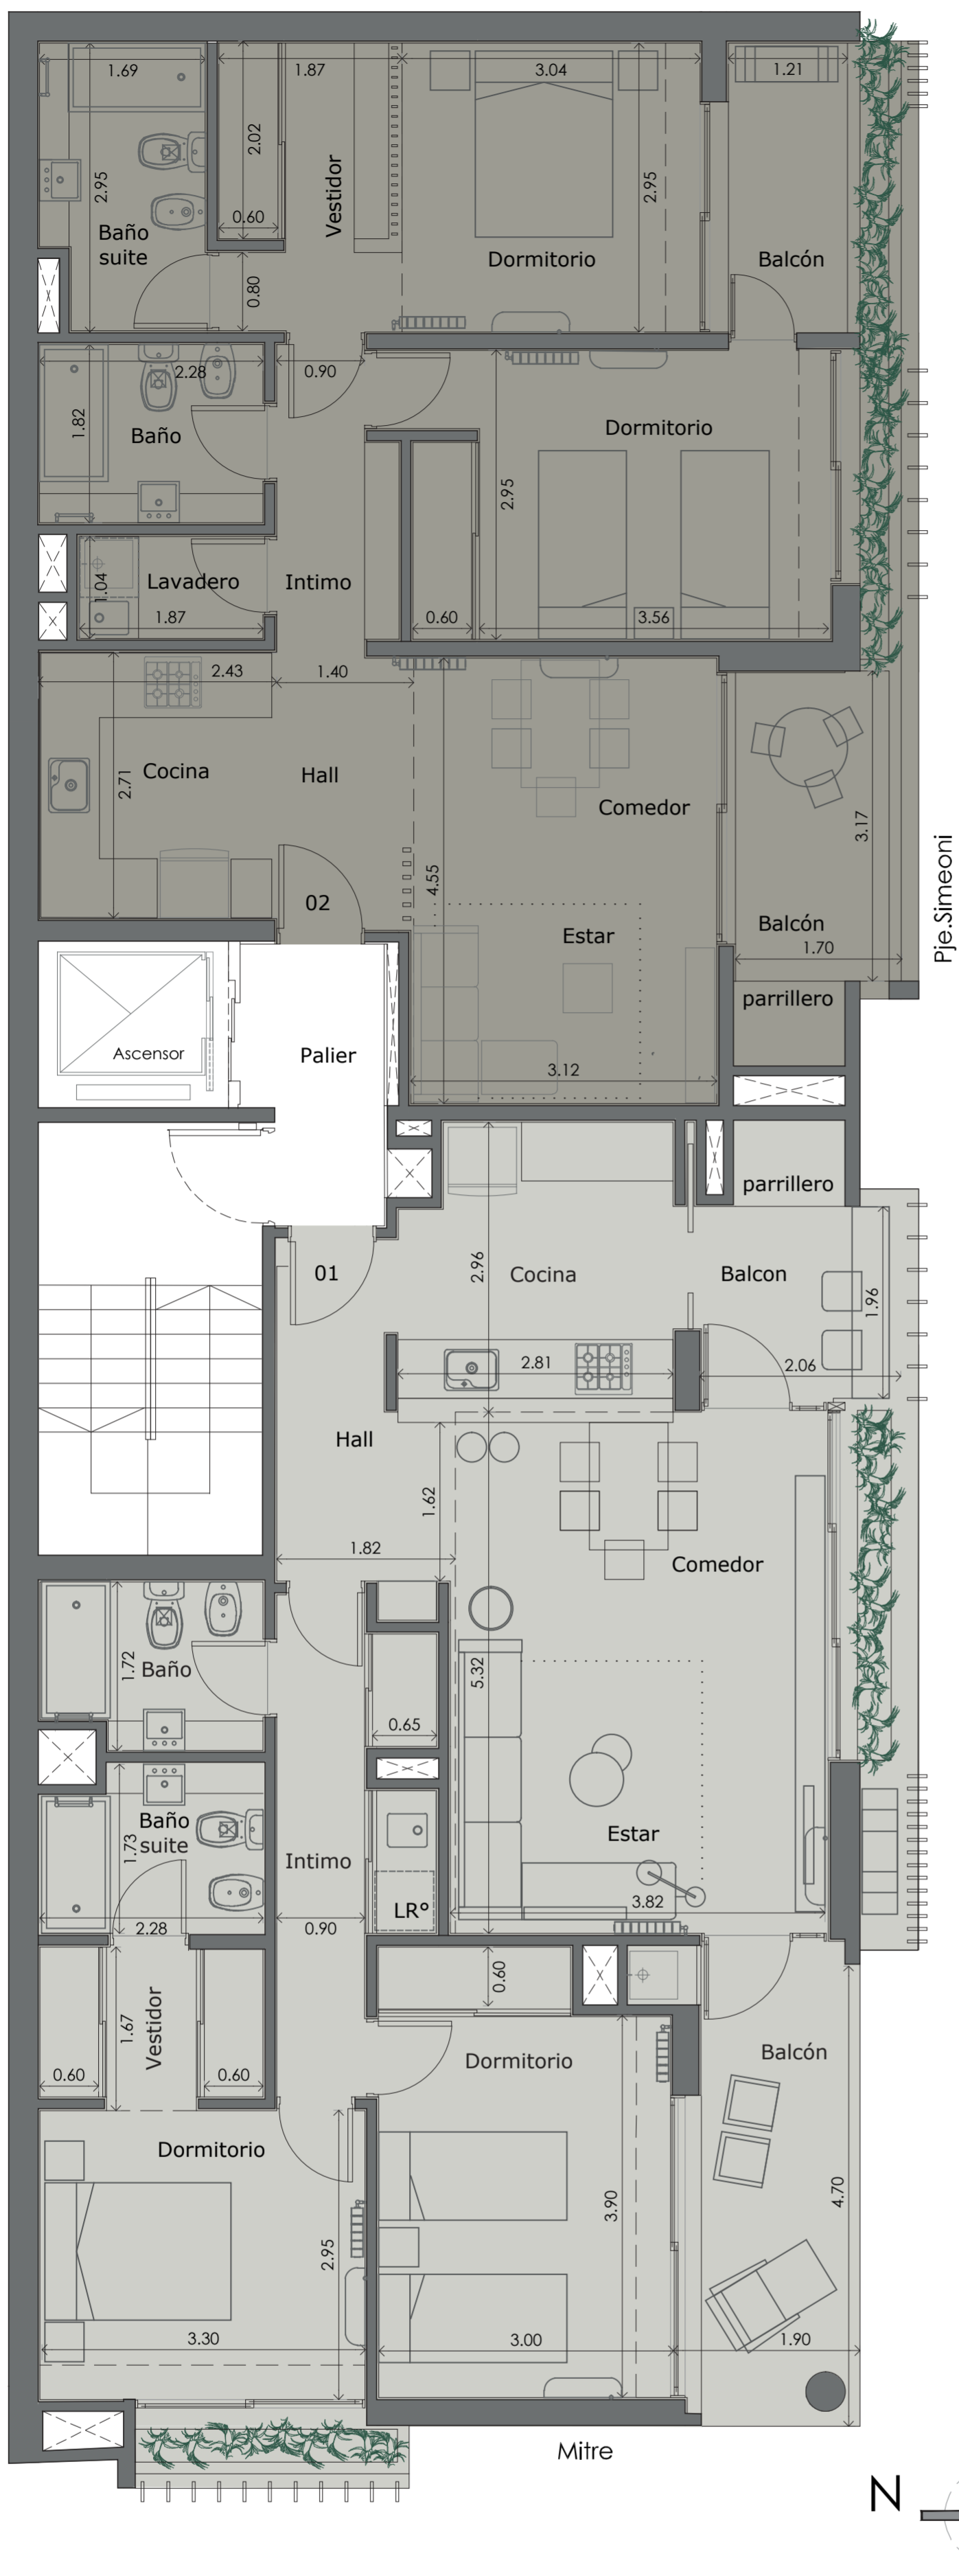 1.69
1.87
3.04
1.21
2.02
2.95
2.95
Vestidor
0.60
Baño
suite
Dormitorio
Balcón
0.80
2.28
0.90
1.82
Baño
Dormitorio
2.95
1.04
Lavadero
Intimo
1.87
0.60
3.56
2.43
1.40
Cocina
Hall
2.71
Comedor
3.17
4.55
02
Estar
Balcón
1.70
Pje.Simeoni
parrillero
Ascensor
Palier
3.12
parrillero
01
2.96
Cocina
Balcon
1.96
2.81
2.06
Hall
1.62
1.82
Comedor
1.72
Baño
5.32
0.65
Baño
suite
1.73
Estar
Intimo
LRº
2.28
0.90
3.82
0.60
1.67
Vestidor
0.60
0.60
Dormitorio
Balcón
Dormitorio
3.90
4.70
2.95
3.30
3.00
1.90
Mitre
N